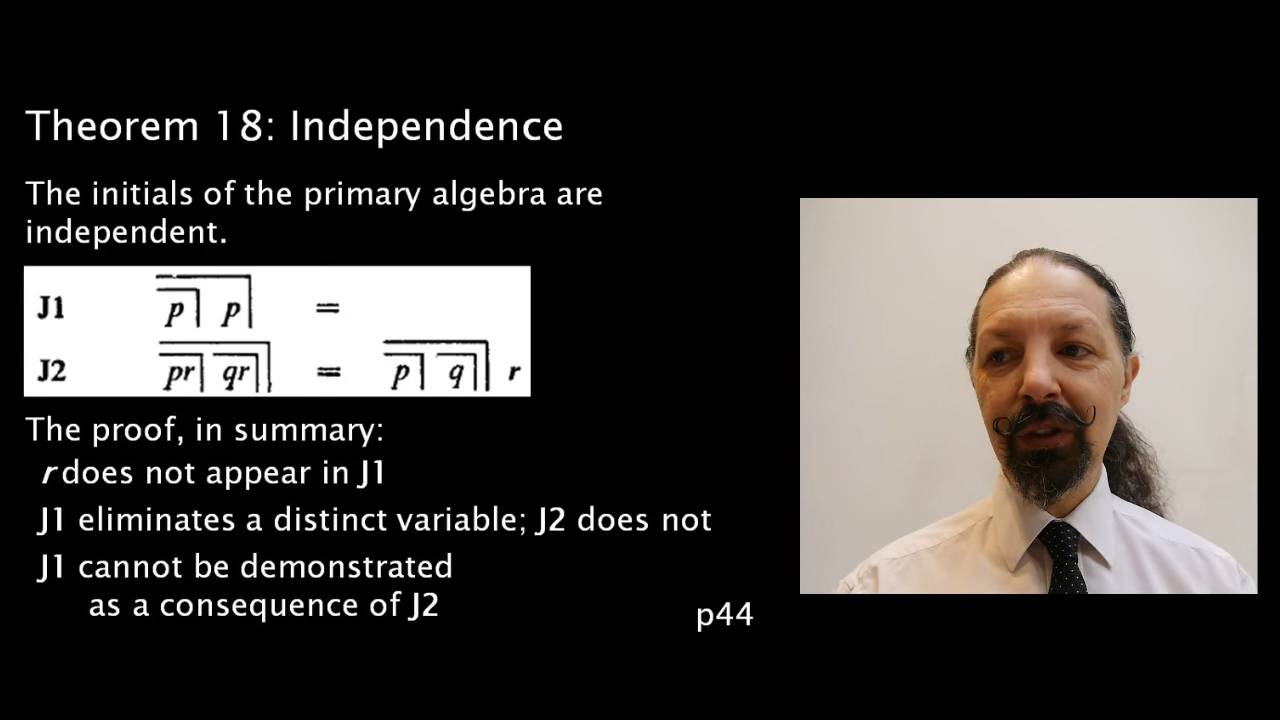 Theorem 18: Independence
The initials of the primary algebra are
independent.
J1 p p =
J2 pr qr = p q r
The proof, in summary:
r does not appear in J1
J1 eliminates a distinct variable; J2 does not
J1 cannot be demonstrated
as a consequence of J2
p44